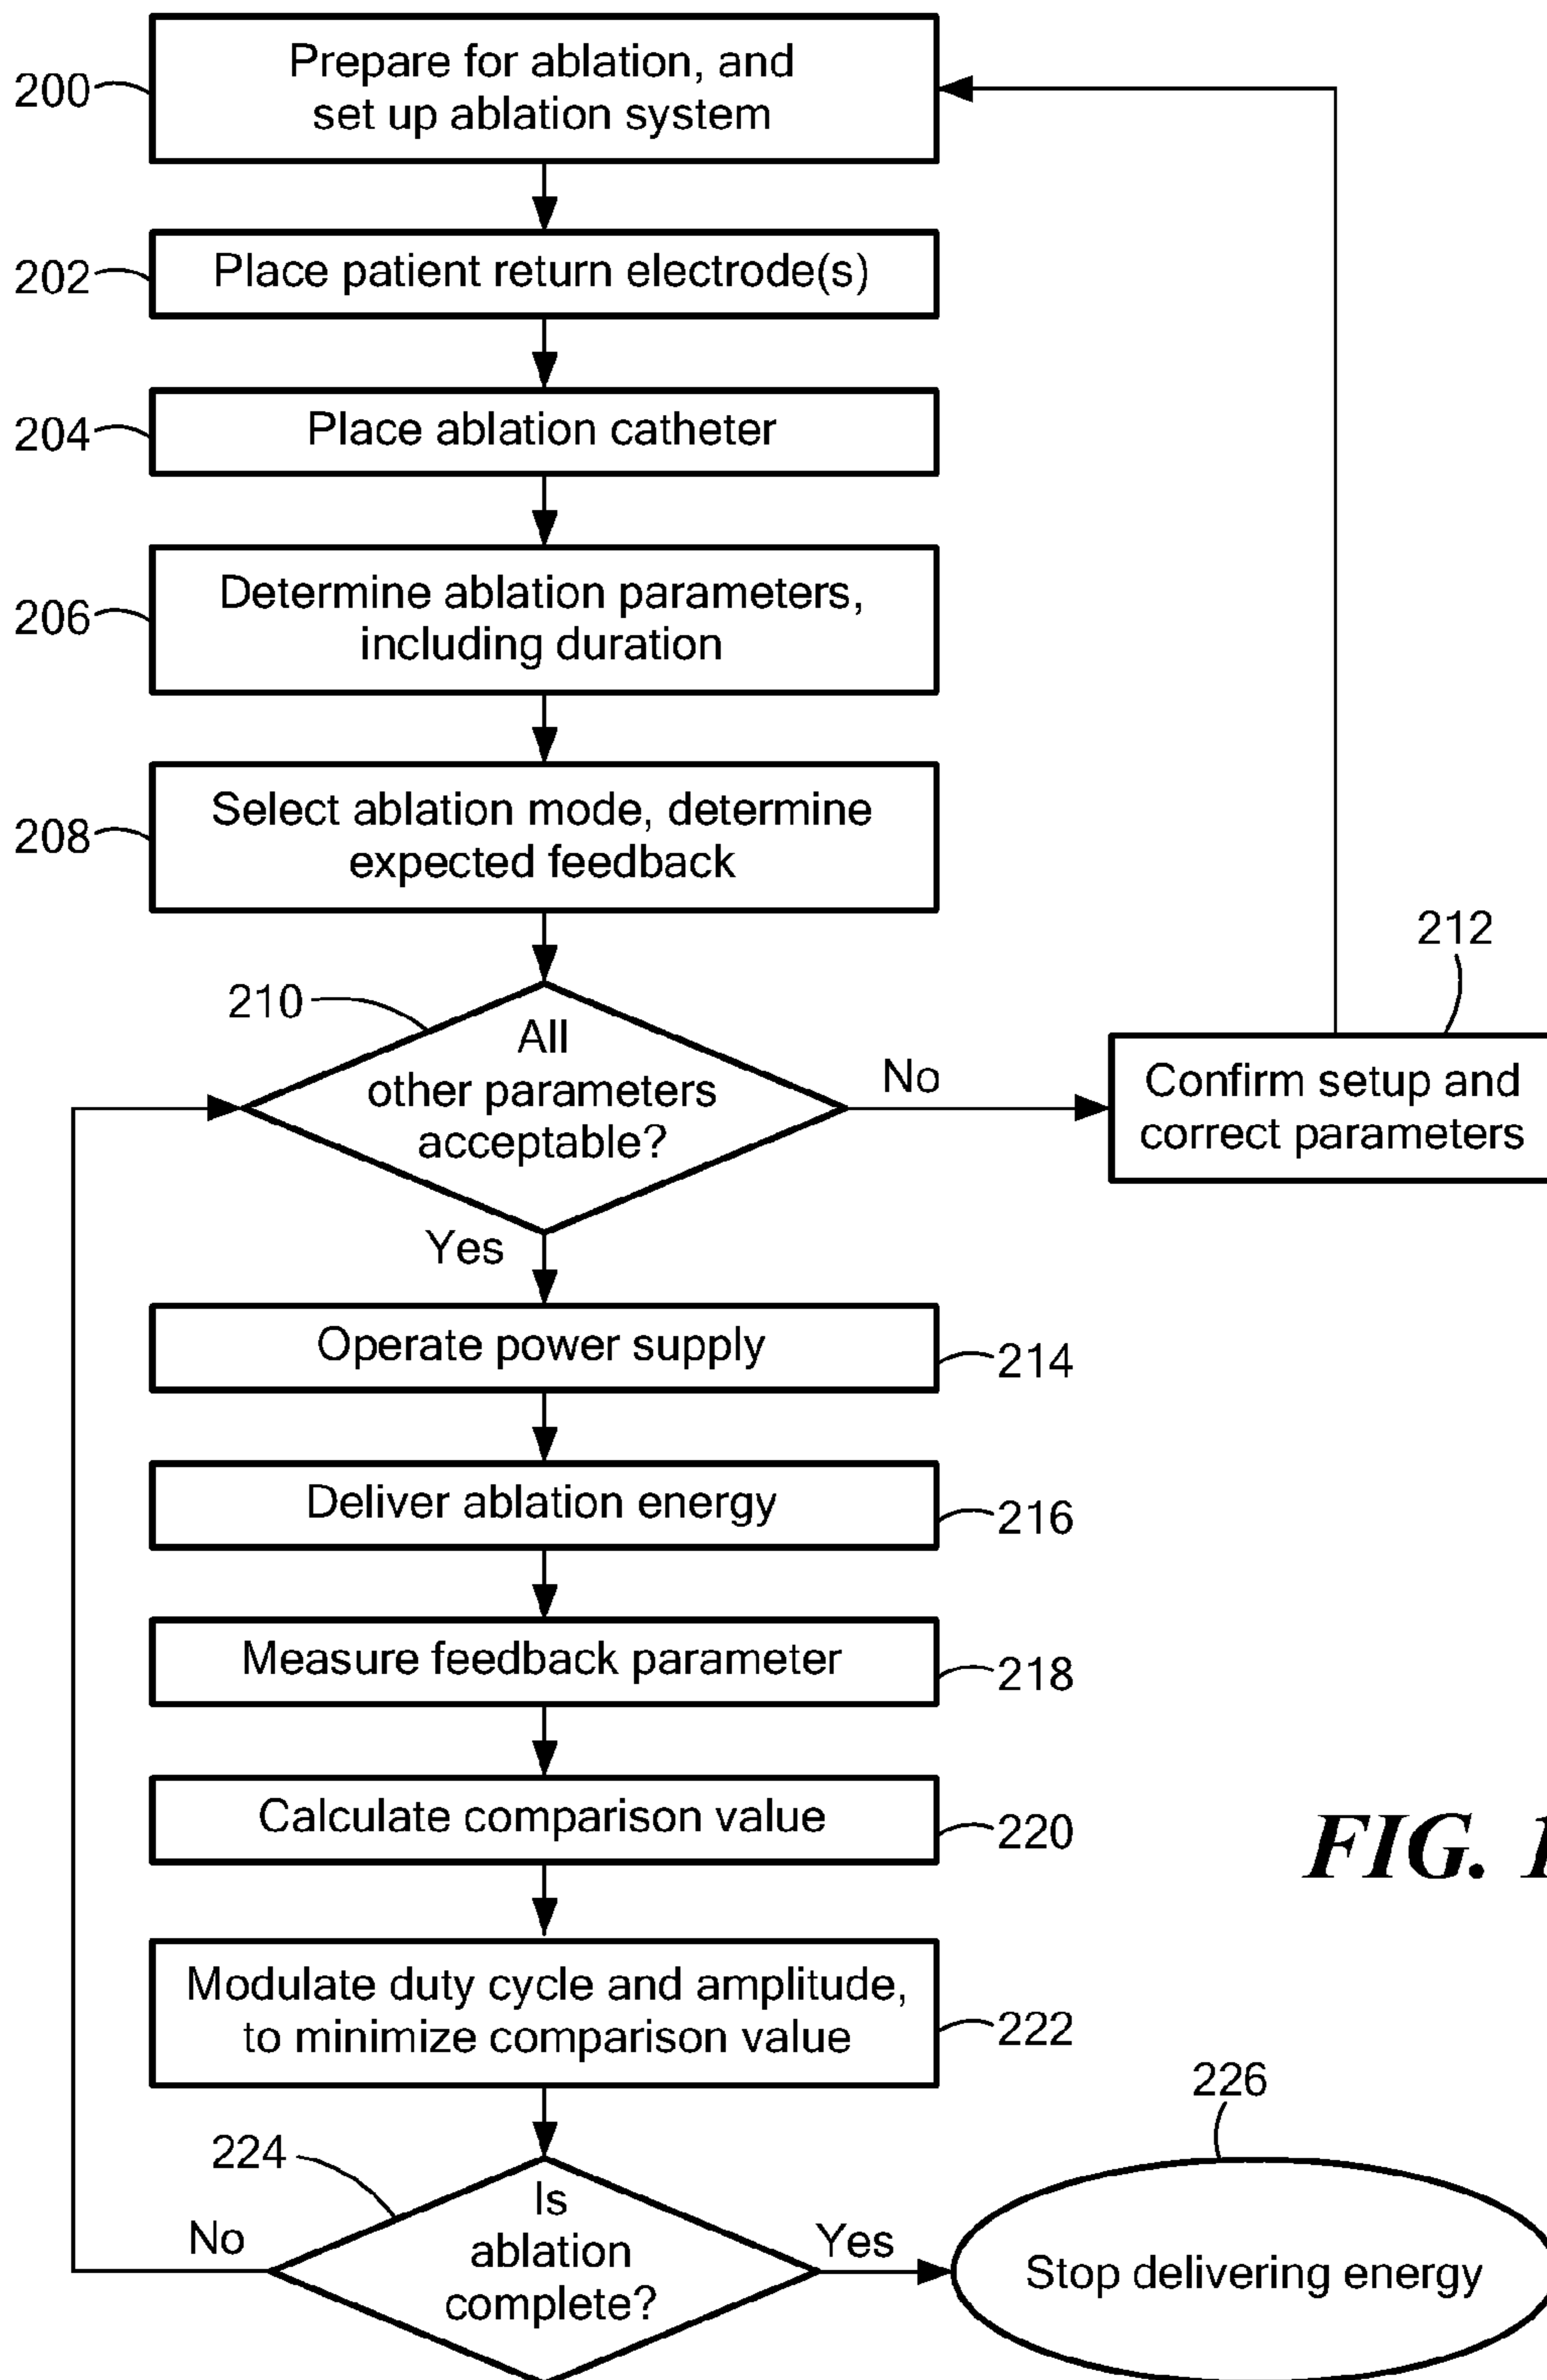 200
Prepare for ablation, and
set up ablation system
202
Place patient return electrode(s)
204
Place ablation catheter
206
Determine ablation parameters,
including duration
208
Select ablation mode, determine
expected feedback
210
All
other parameters
acceptable?
No
212
Confirm setup and
correct parameters
Yes
Operate power supply
214
Deliver ablation energy
216
Measure feedback parameter
218
Calculate comparison value
220
FIG.
Modulate duty cycle and amplitude,
to minimize comparison value
222
224
Is
ablation
complete?
No
Yes
226
Stop delivering energy